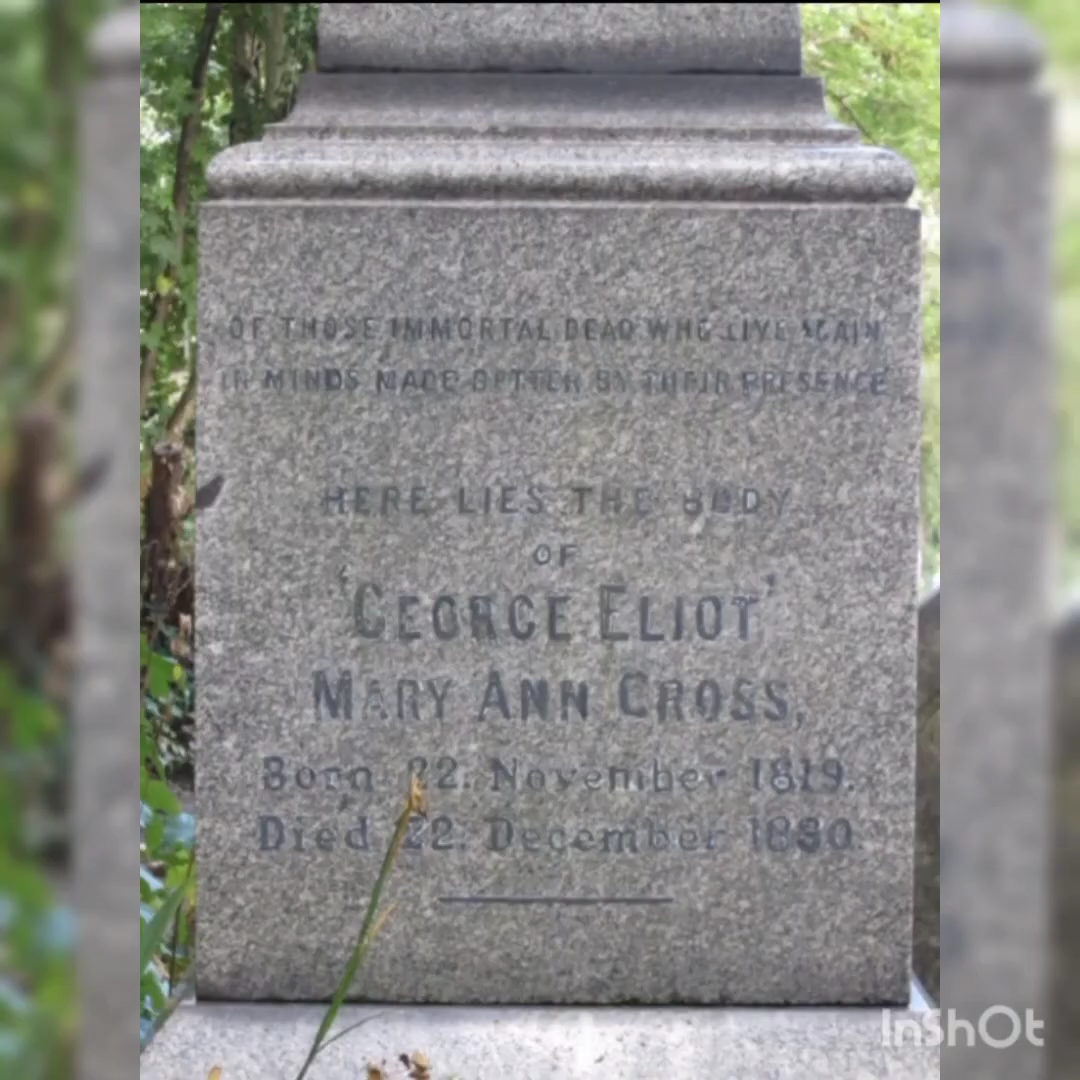 OF THOSE IMMORTAL DEAD WHO LIVE AGAIN
IN MINDS MADE BETTER BY THEIR PRESENCE
HERE LIES THE BODY
OF
'GEORGE ELIOT'
MARY ANN CROSS,
Born 22. November 1819.
Died 22. December 1880.
InShOt